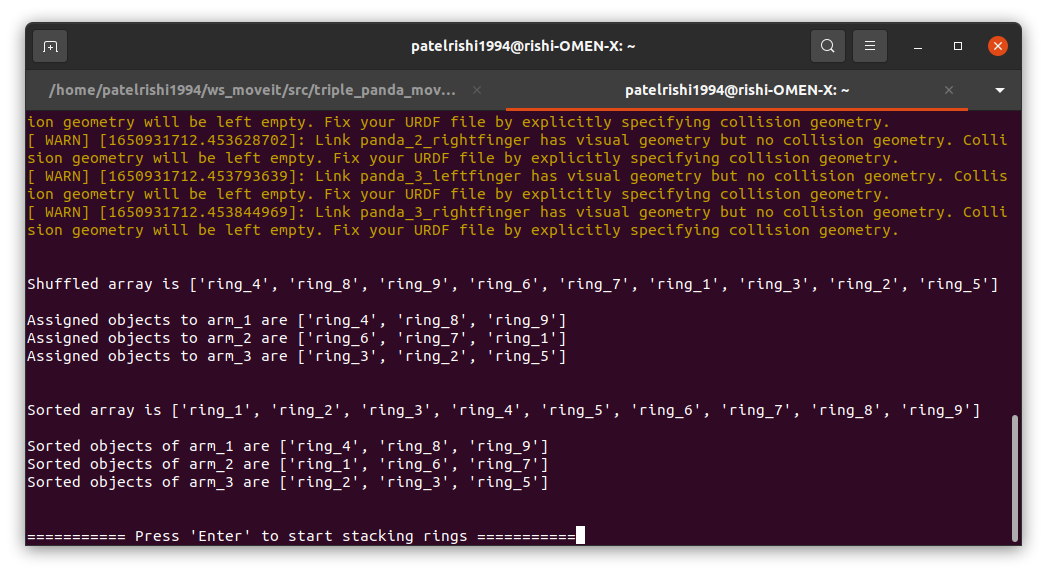 patelrishi1994@rishi-OMEN-X: ~
/home/patelrishi1994/ws_moveit/src/triple_panda_mov...
patelrishi1994@rishi-OMEN-X: ~
ion geometry will be left empty. Fix your URDF file by explicitly specifying collision geometry.
[ WARN] [1650931712.453628702]: Link panda_2_rightfinger has visual geometry but no collision geometry. Colli
sion geometry will be left empty. Fix your URDF file by explicitly specifying collision geometry.
[ WARN] [1650931712.453793639]: Link panda_3_leftfinger has visual geometry but no collision geometry. Collis
ion geometry will be left empty. Fix your URDF file by explicitly specifying collision geometry.
[ WARN] [1650931712.453844969]: Link panda_3_rightfinger has visual geometry but no collision geometry. Colli
sion geometry will be left empty. Fix your URDF file by explicitly specifying collision geometry.
Shuffled array is ['ring_4', 'ring_8', 'ring_9', 'ring_6', 'ring_7', 'ring_1', 'ring_3', 'ring_2', 'ring_5']
Assigned objects to arm_1 are ['ring_4', 'ring_8', 'ring_9']
Assigned objects to arm_2 are ['ring_6', 'ring_7', 'ring_1']
Assigned objects to arm_3 are ['ring_3', 'ring_2', 'ring_5']
Sorted array is ['ring_1', 'ring_2', 'ring_3', 'ring_4', 'ring_5', 'ring_6', 'ring_7', 'ring_8', 'ring_9']
Sorted objects of arm_1 are ['ring_4', 'ring_8', 'ring_9']
Sorted objects of arm_2 are ['ring_1', 'ring_6', 'ring_7']
Sorted objects of arm_3 are ['ring_2', 'ring_3', 'ring_5']
=========== Press 'Enter' to start stacking rings ===========